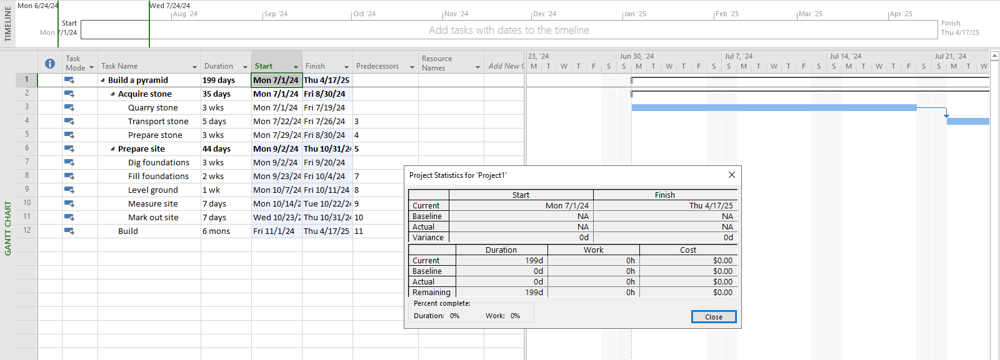 Mon 6/24/24 Wed 7/24/24
Aug '24 Sep '24 Oct '24 Nov '24 Dec '24 Jan '25 Feb '25 Mar '25 Apr '25
TIMELINE
Start
Mon 7/1/24
Add tasks with dates to the timeline
Finish
Thu 4/17/25
GANTT CHART
Task Mode Task Name Duration Start Finish Predecessors Resource Names Add New C
23, '24 Jun 30, '24 Jul 7, '24 Jul 14, '24 Jul 21, '24
M T W T F S S M T W T F S S M T W T F S S M T W T F S S M T W
1 Build a pyramid 199 days Mon 7/1/24 Thu 4/17/25
2 Acquire stone 35 days Mon 7/1/24 Fri 8/30/24
3 Quarry stone 3 wks Mon 7/1/24 Fri 7/19/24
4 Transport stone 5 days Mon 7/22/24 Fri 7/26/24 3
5 Prepare stone 3 wks Mon 7/29/24 Fri 8/30/24 4
6 Prepare site 44 days Mon 9/2/24 Thu 10/31/24 5
7 Dig foundations 3 wks Mon 9/2/24 Fri 9/20/24
8 Fill foundations 2 wks Mon 9/23/24 Fri 10/4/24 7
9 Level ground 1 wk Mon 10/7/24 Fri 10/11/24 8
10 Measure site 7 days Mon 10/14/2 Tue 10/22/24 9
11 Mark out site 7 days Wed 10/23/2 Thu 10/31/24 10
12 Build 6 mons Fri 11/1/24 Thu 4/17/25 11
Project Statistics for 'Project1'
Start Finish
Current Mon 7/1/24 Thu 4/17/25
Baseline NA NA
Actual NA NA
Variance 0d 0d
Duration Work Cost
Current 199d 0h $0.00
Baseline 0d 0h $0.00
Actual 0d 0h $0.00
Remaining 199d 0h $0.00
Percent complete:
Duration: 0% Work: 0%
Close